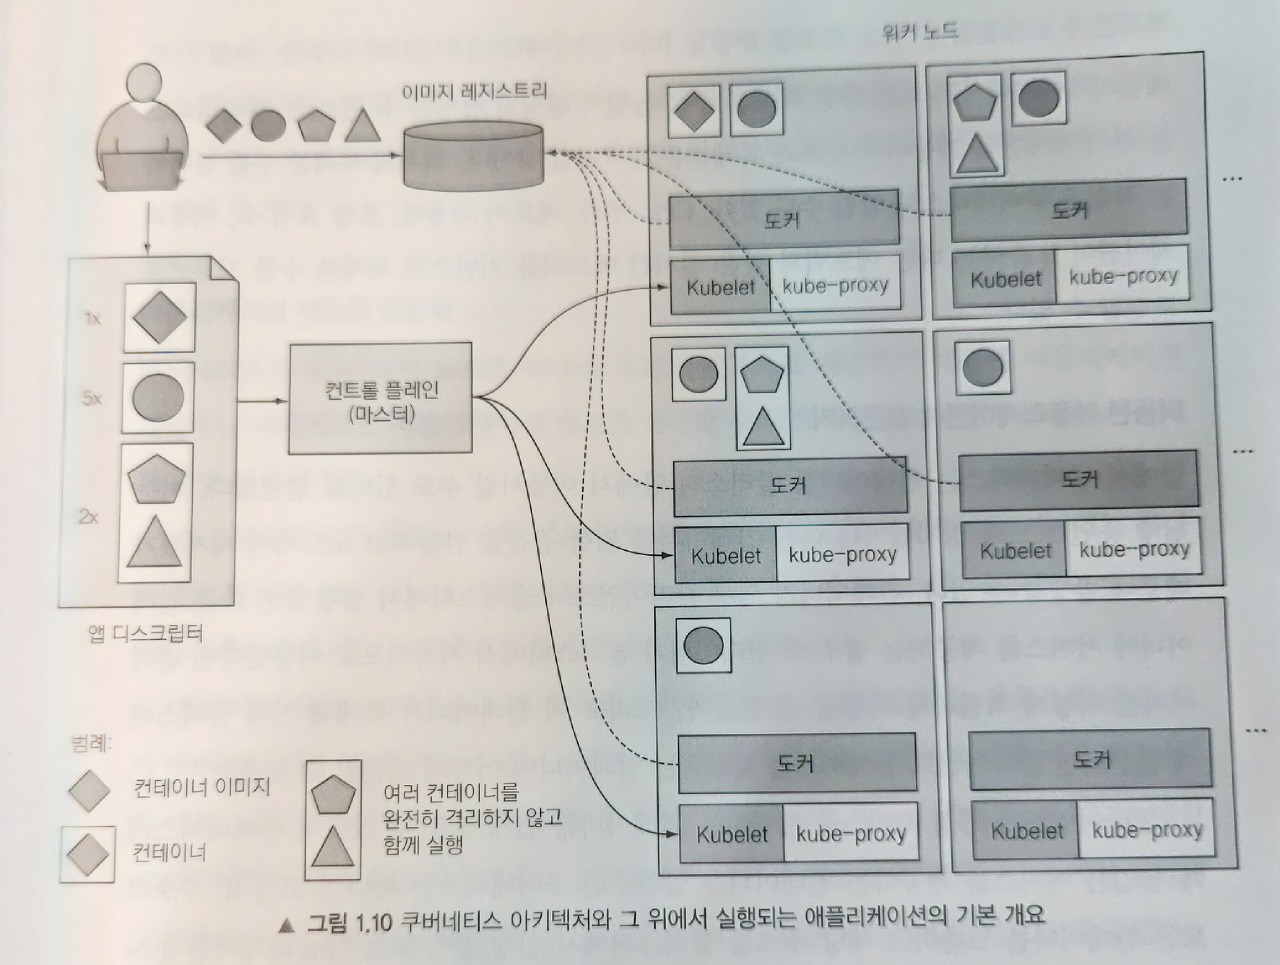 워커 노드
이미지 레지스트리
도커
Kubelet
kube-proxy
도커
Kubelet
kube-proxy
...
1x
5x
2x
앱 디스크립터
컨트롤 플레인
(마스터)
도커
Kubelet
kube-proxy
도커
Kubelet
kube-proxy
...
도커
Kubelet
kube-proxy
도커
Kubelet
kube-proxy
...
범례:
컨테이너 이미지
컨테이너
여러 컨테이너를
완전히 격리하지 않고
함께 실행
▲ 그림 1.10 쿠버네티스 아키텍처와 그 위에서 실행되는 애플리케이션의 기본 개요